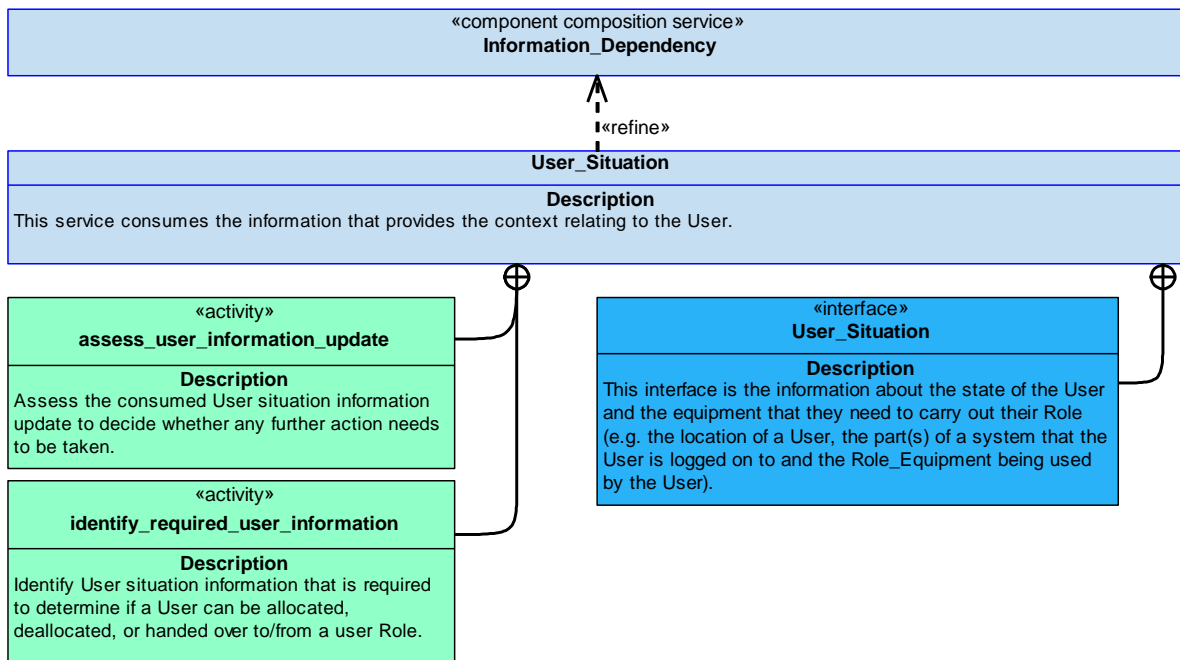 «component composition service»
Information_Dependency
«refine»
User_Situation
Description
This service consumes the information that provides the context relating to the User.
«activity»
assess_user_information_update
Description
Assess the consumed User situation information
update to decide whether any further action needs
to be taken.
«interface»
User_Situation
Description
This interface is the information about the state of the User
and the equipment that they need to carry out their Role
(e.g. the location of a User, the part(s) of a system that the
User is logged on to and the Role_Equipment being used
by the User).
«activity»
identify_required_user_information
Description
Identify User situation information that is required
to determine if a User can be allocated,
deallocated, or handed over to/from a user Role.